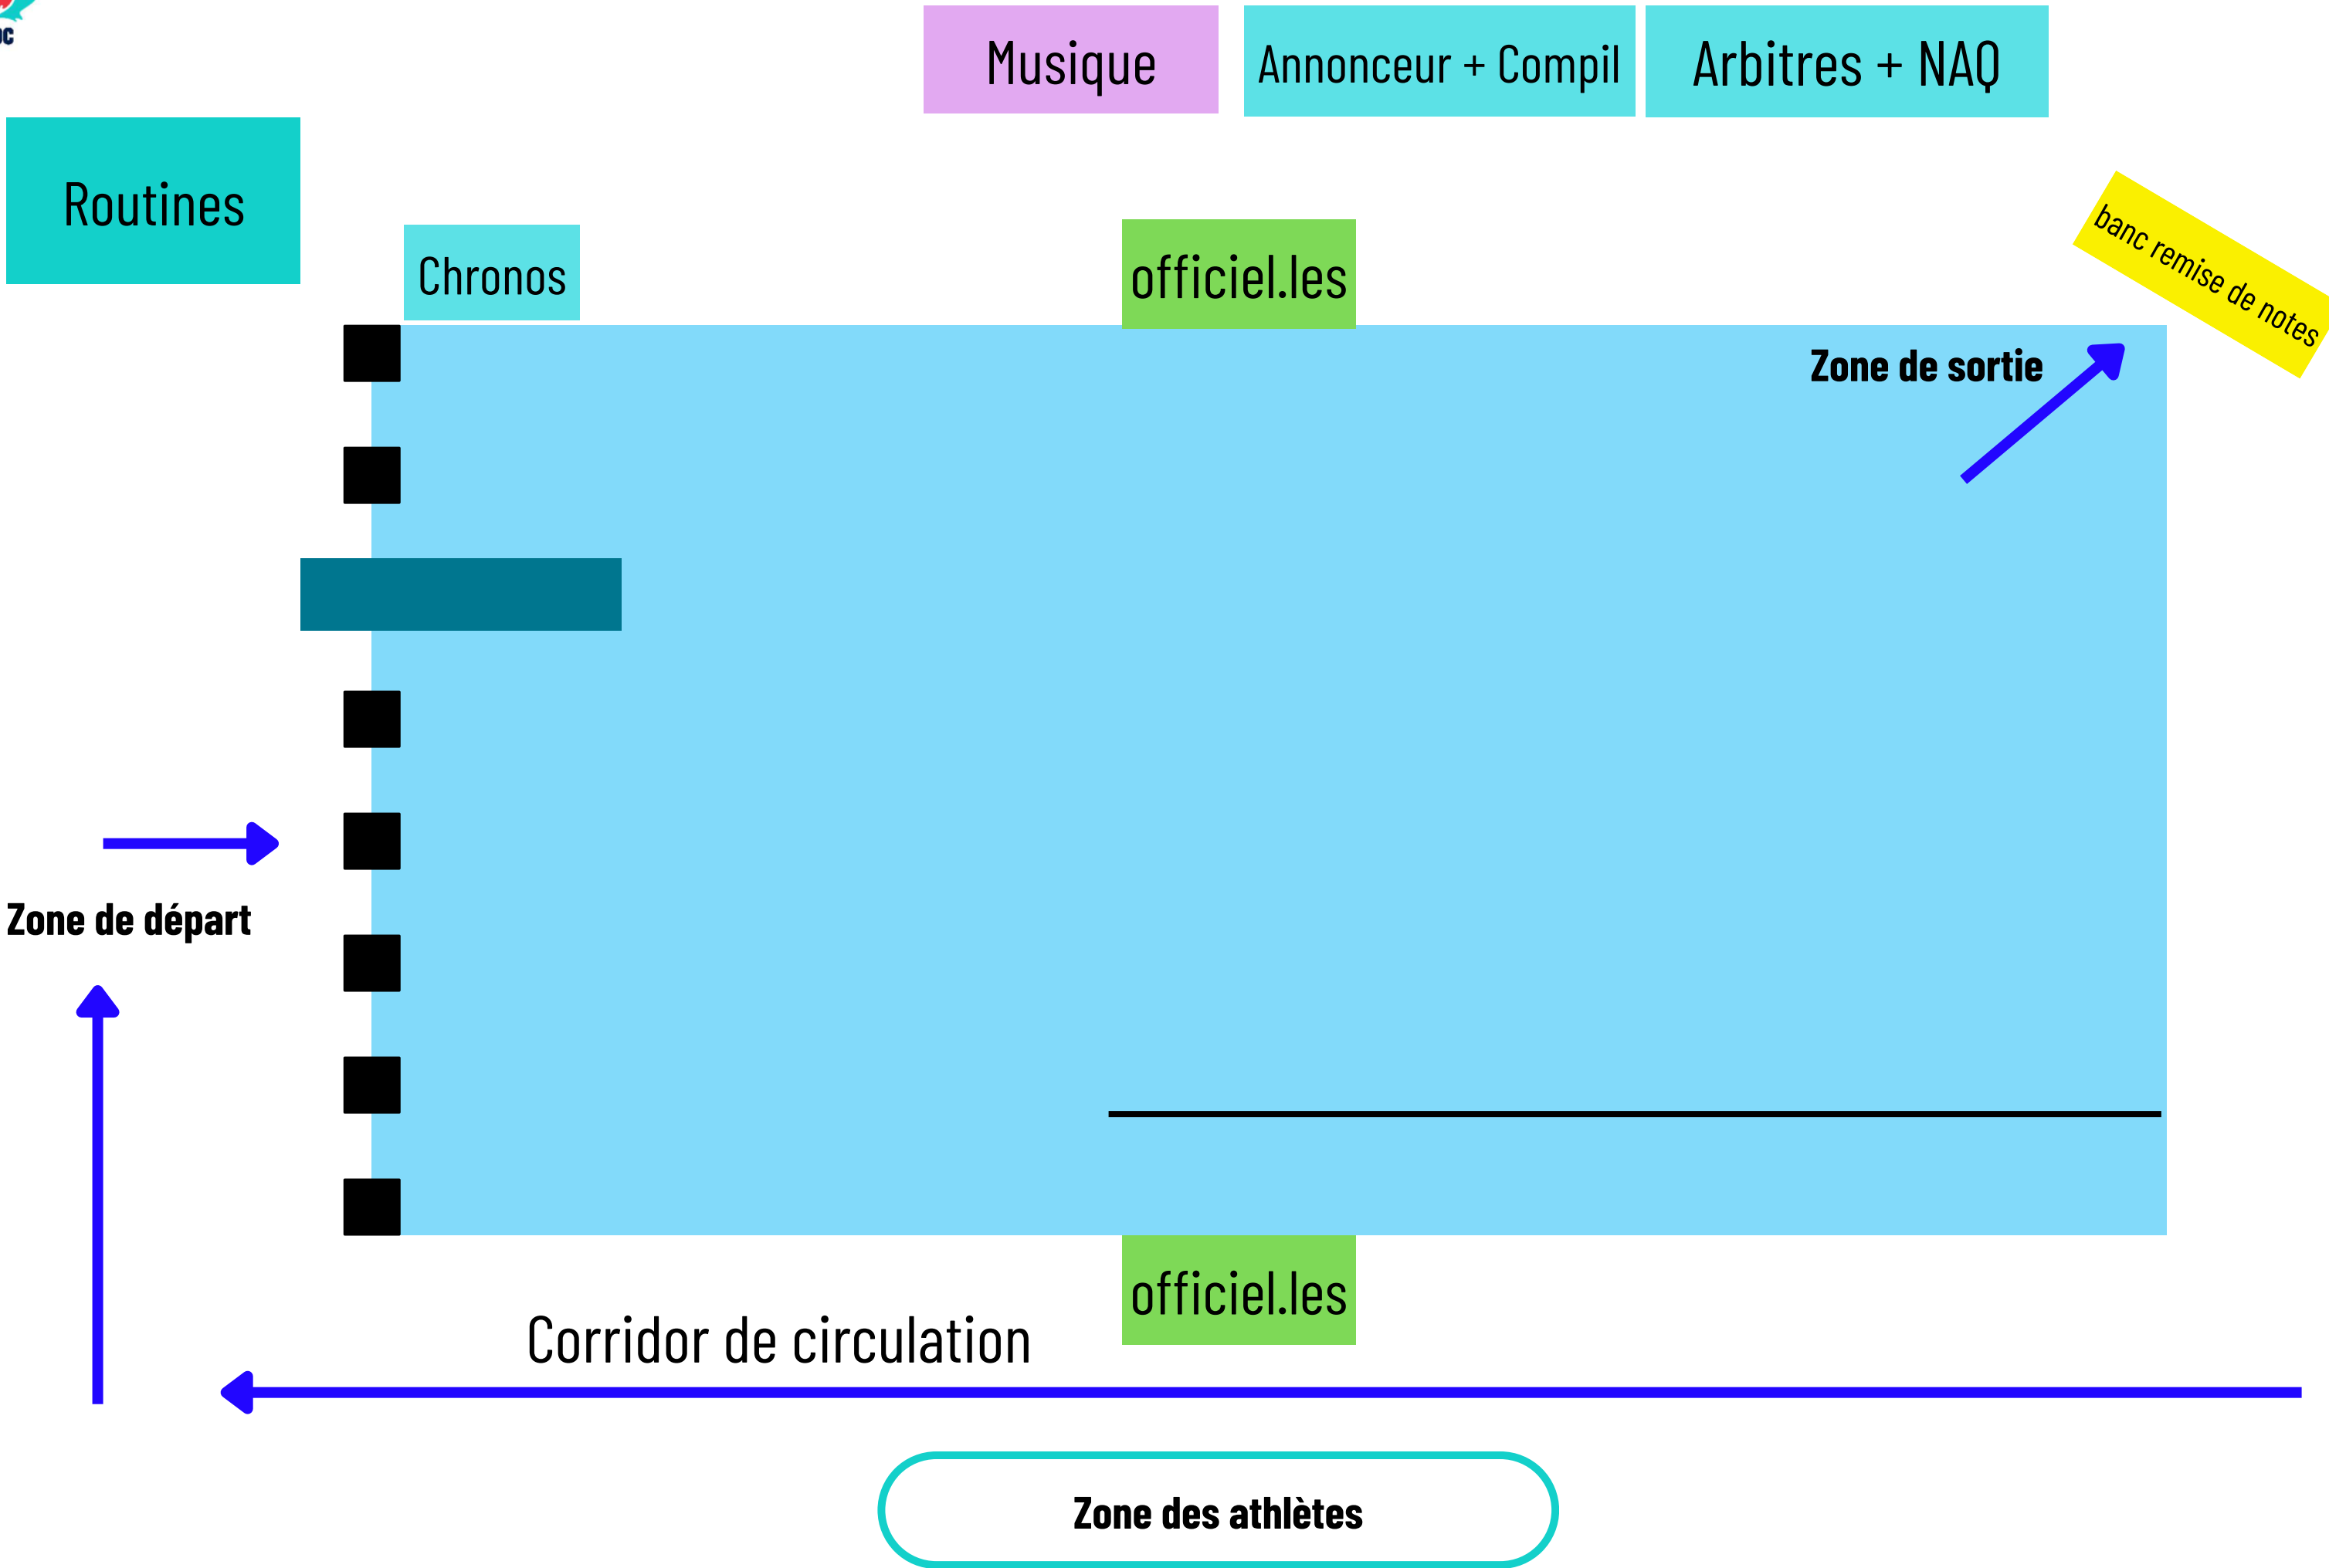 Musique
Annonceur + Compil
Arbitres + NAQ
Routines
Chronos
officiel.les
banc remise de notes
Zone de sortie
Zone de départ
officiel.les
Corridor de circulation
Zone des athlètes